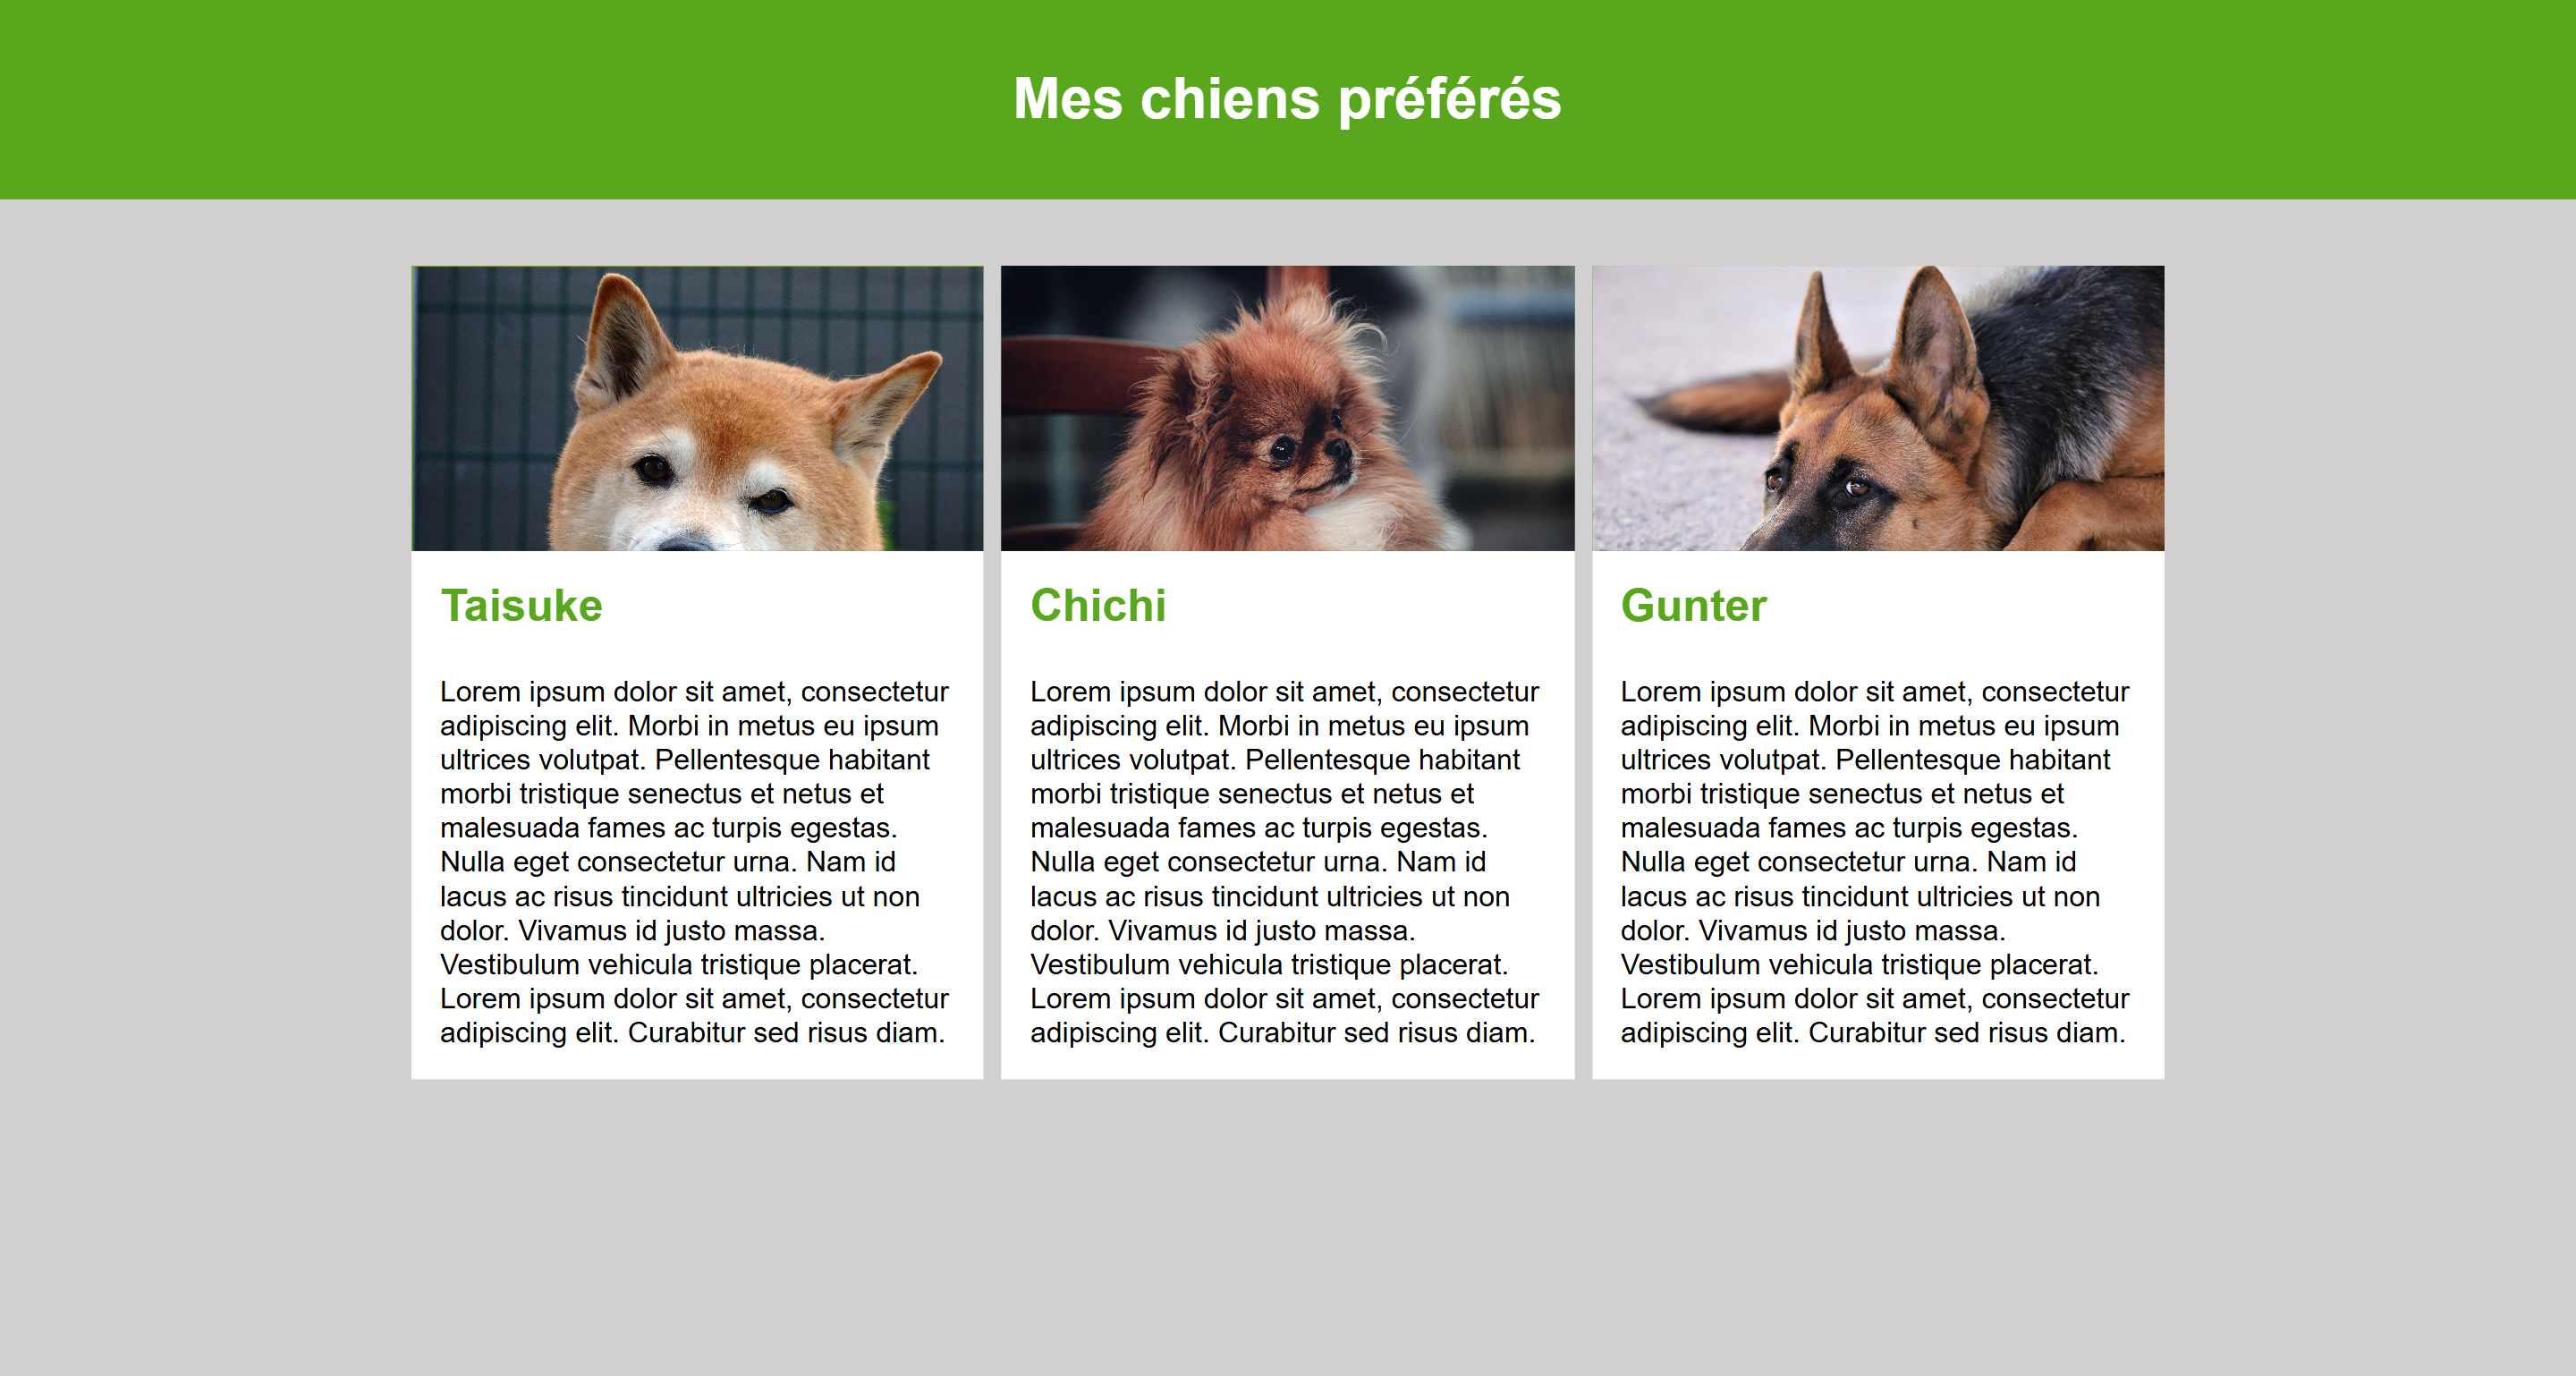 Mes chiens préférés
Taisuke
Lorem ipsum dolor sit amet, consectetur
adipiscing elit. Morbi in metus eu ipsum
ultrices volutpat. Pellentesque habitant
morbi tristique senectus et netus et
malesuada fames ac turpis egestas.
Nulla eget consectetur urna. Nam id
lacus ac risus tincidunt ultricies ut non
dolor. Vivamus id justo massa.
Vestibulum vehicula tristique placerat.
Lorem ipsum dolor sit amet, consectetur
adipiscing elit. Curabitur sed risus diam.
Chichi
Lorem ipsum dolor sit amet, consectetur
adipiscing elit. Morbi in metus eu ipsum
ultrices volutpat. Pellentesque habitant
morbi tristique senectus et netus et
malesuada fames ac turpis egestas.
Nulla eget consectetur urna. Nam id
lacus ac risus tincidunt ultricies ut non
dolor. Vivamus id justo massa.
Vestibulum vehicula tristique placerat.
Lorem ipsum dolor sit amet, consectetur
adipiscing elit. Curabitur sed risus diam.
Gunter
Lorem ipsum dolor sit amet, consectetur
adipiscing elit. Morbi in metus eu ipsum
ultrices volutpat. Pellentesque habitant
morbi tristique senectus et netus et
malesuada fames ac turpis egestas.
Nulla eget consectetur urna. Nam id
lacus ac risus tincidunt ultricies ut non
dolor. Vivamus id justo massa.
Vestibulum vehicula tristique placerat.
Lorem ipsum dolor sit amet, consectetur
adipiscing elit. Curabitur sed risus diam.